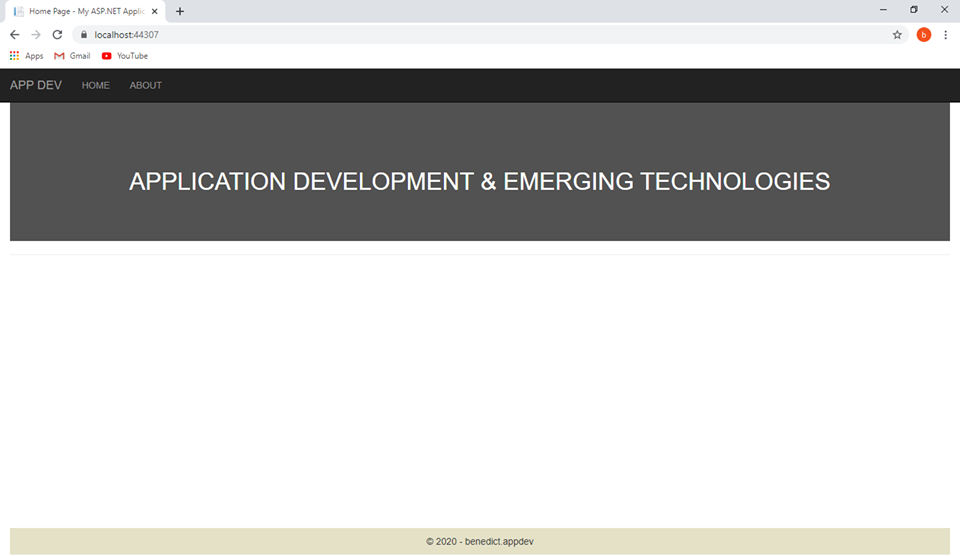 Home Page - My ASP.NET Applic
localhost:44307
b
Apps Gmail YouTube
APP DEV HOME ABOUT
APPLICATION DEVELOPMENT & EMERGING TECHNOLOGIES
© 2020 - benedict.appdev